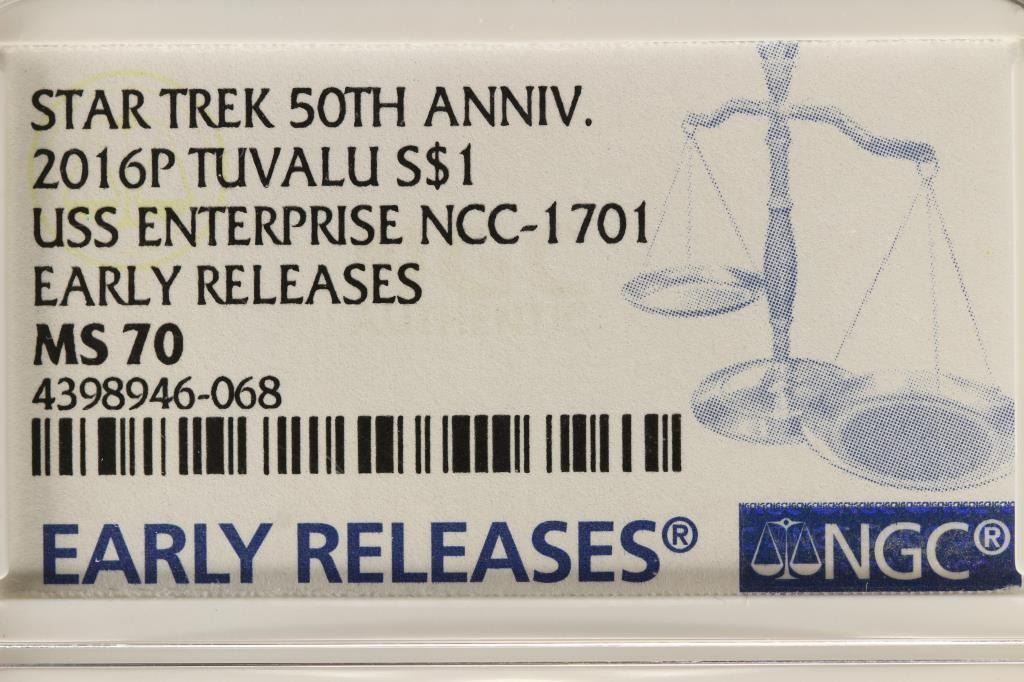 STAR TREK 50TH ANNIV.
2016P TUVALU S$1
USS ENTERPRISE NCC-1701
EARLY RELEASES
MS 70
4398946-068
EARLY RELEASES®
NGC®